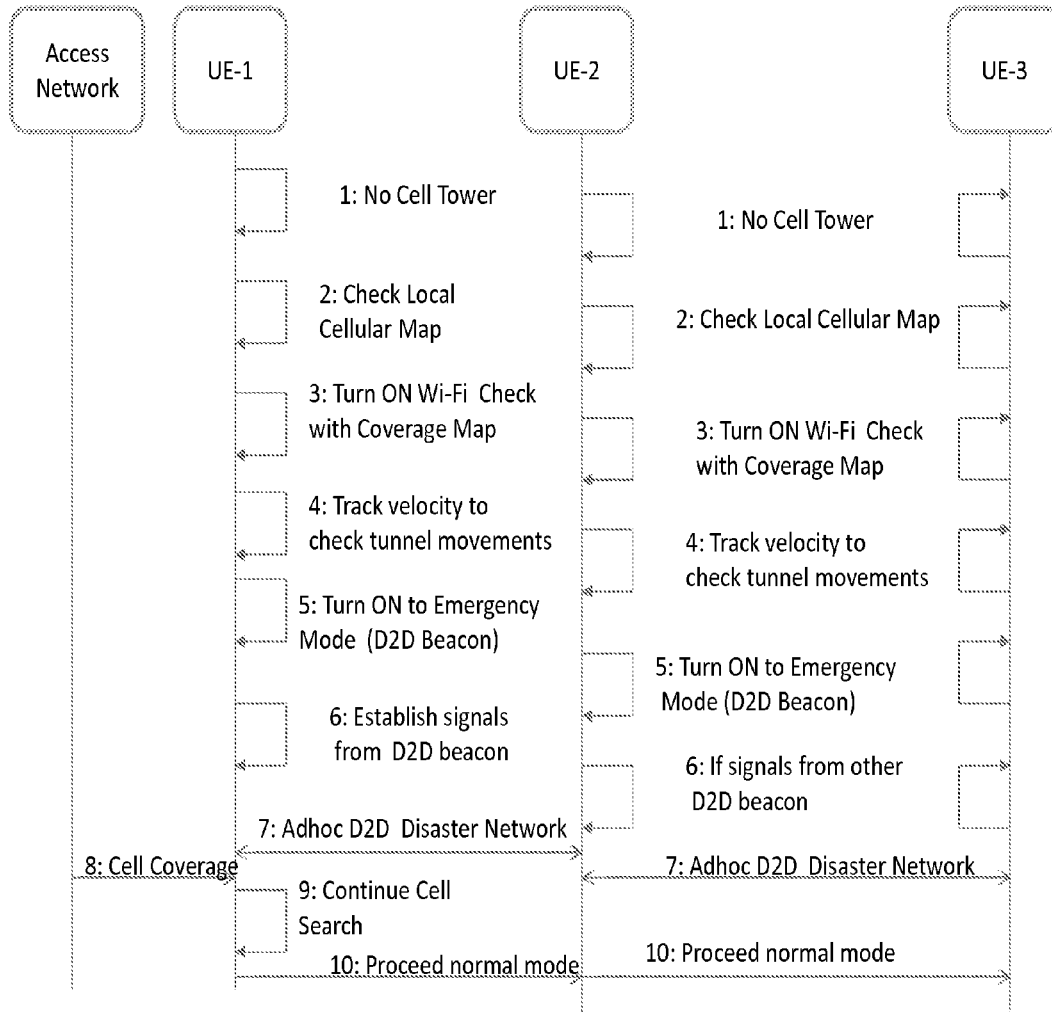 Access
Network
UE-1
UE-2
UE-3
1: No Cell Tower
1: No Cell Tower
2: Check Local
Cellular Map
2: Check Local Cellular Map
3: Turn ON Wi-Fi Check
with Coverage Map
3: Turn ON Wi-Fi Check
with Coverage Map
4: Track velocity to
check tunnel movements
4: Track velocity to
check tunnel movements
5: Turn ON to Emergency
Mode (D2D Beacon)
5: Turn ON to Emergency
Mode (D2D Beacon)
6: Establish signals
from D2D beacon
6: If signals from other
D2D beacon
7: Adhoc D2D Disaster Network
8: Cell Coverage
7: Adhoc D2D Disaster Network
9: Continue Cell
Search
10: Proceed normal mode
10: Proceed normal mode